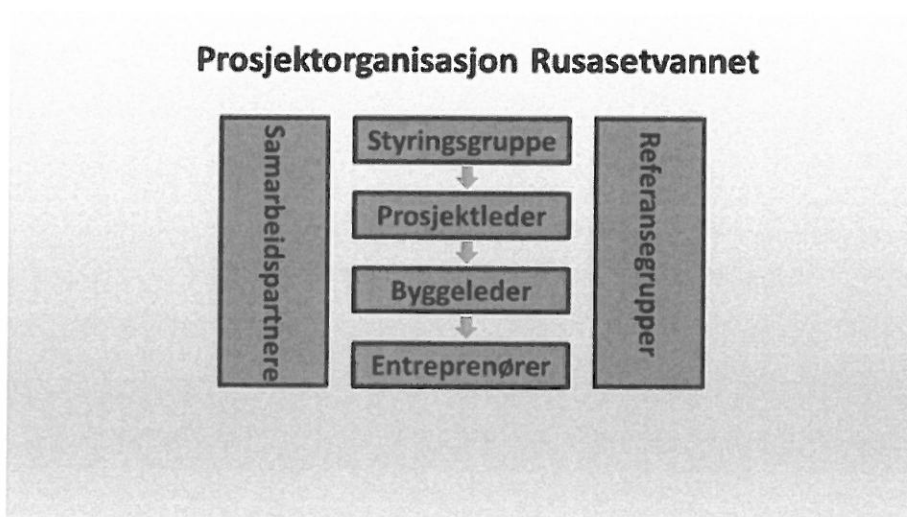 Prosjektorganisasjon Rusasetvannet
Samarbeidspartnere
Styringsgruppe
Prosjektleder
Byggeleder
Entreprenører
Referansegrupper